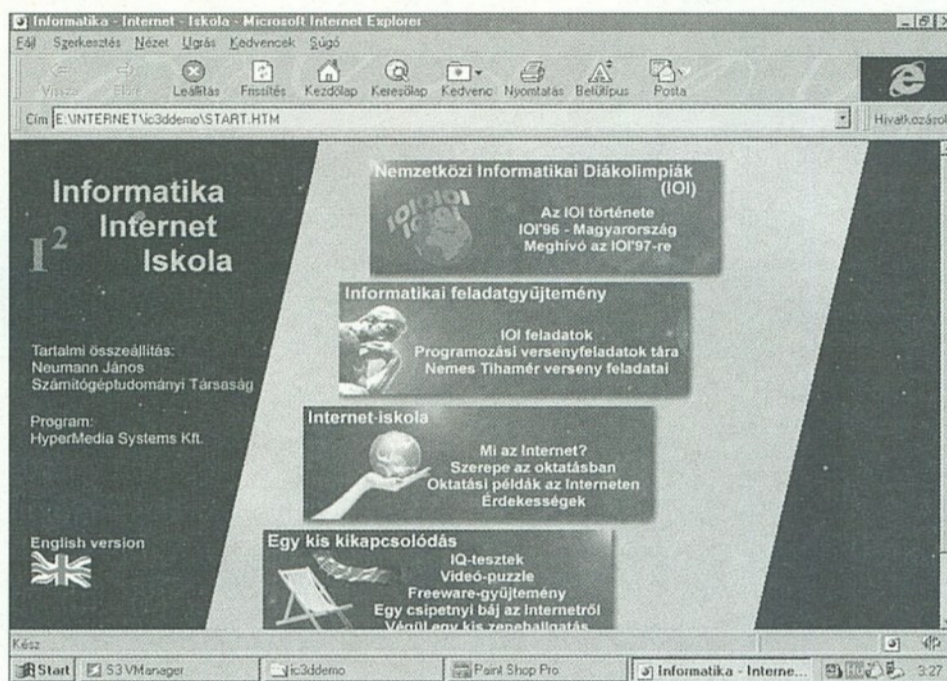 Informatika - Internet - Iskola - Microsoft Internet Explorer
Fájl Szerkesztés Nézet Ugrás Kedvencek Súgó
Vissza Előre Leállítás Frissítés Kezdőlap Keresőlap Kedvenc Nyomtatás Betűtípus Posta
Cím E:\INTERNET\ic3ddemo\START.HTM Hivatkozások
Informatika
Internet
I2 Iskola
Tartalmi összeállítás:
Neumann János
Számítógéptudományi Társaság
Program:
HyperMedia Systems Kft.
English version
Nemzetközi Informatikai Diákolimpiák
(IOI)
Az IOI története
IOI'96 - Magyarország
Meghívó az IOI'97-re
Informatikai feladatgyűjtemény
IOI feladatok
Programozási versenyfeladatok tára
Nemes Tihamér verseny feladatai
Internet-iskola
Mi az Internet?
Szerepe az oktatásban
Oktatási példák az Interneten
Érdekességek
Egy kis kikapcsolódás
IQ-tesztek
Videó-puzzle
Freeware-gyűjtemény
Egy csipetnyi báj az Internetről
Végül egy kis zenehallgatás
Kész
Start S3 VManager ic3ddemo Paint Shop Pro Informatika - Interne... 3:27